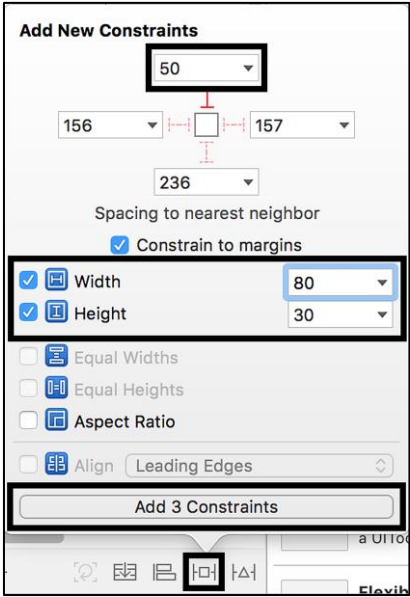 Add New Constraints
50
156 157
236
Spacing to nearest neighbor
Constrain to margins
Width 80
Height 30
Equal Widths
Equal Heights
Aspect Ratio
Align Leading Edges
Add 3 Constraints
a UIToo
Flexib